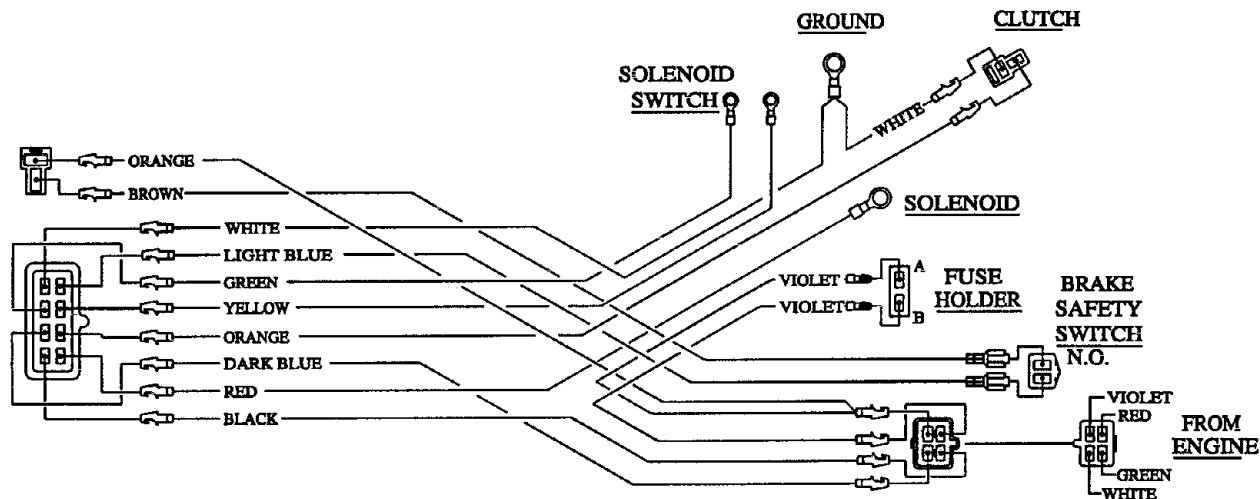 GROUND
CLUTCH
SOLENOID
SWITCH
WHITE
ORANGE
BROWN
SOLENOID
WHITE
LIGHT BLUE
GREEN
YELLOW
ORANGE
DARK BLUE
RED
BLACK
VIOLET
A
VIOLET
B
FUSE
HOLDER
BRAKE
SAFETY
SWITCH
N.O.
VIOLET
RED
FROM
ENGINE
GREEN
WHITE